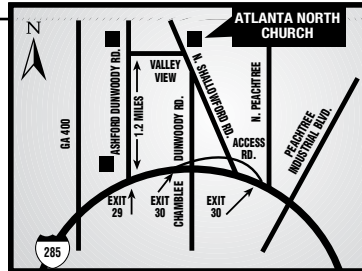 ATLANTA NORTH
CHURCH
N
GA 400
ASHFORD DUNWOODY RD.
1.2 MILES
VALLEY
VIEW
CHAMBLEE DUNWOODY RD.
N. SHALLOWFORD RD.
N. PEACHTREE
ACCESS
RD.
PEACHTREE
INDUSTRIAL BLVD.
EXIT
29
EXIT
30
EXIT
30
285